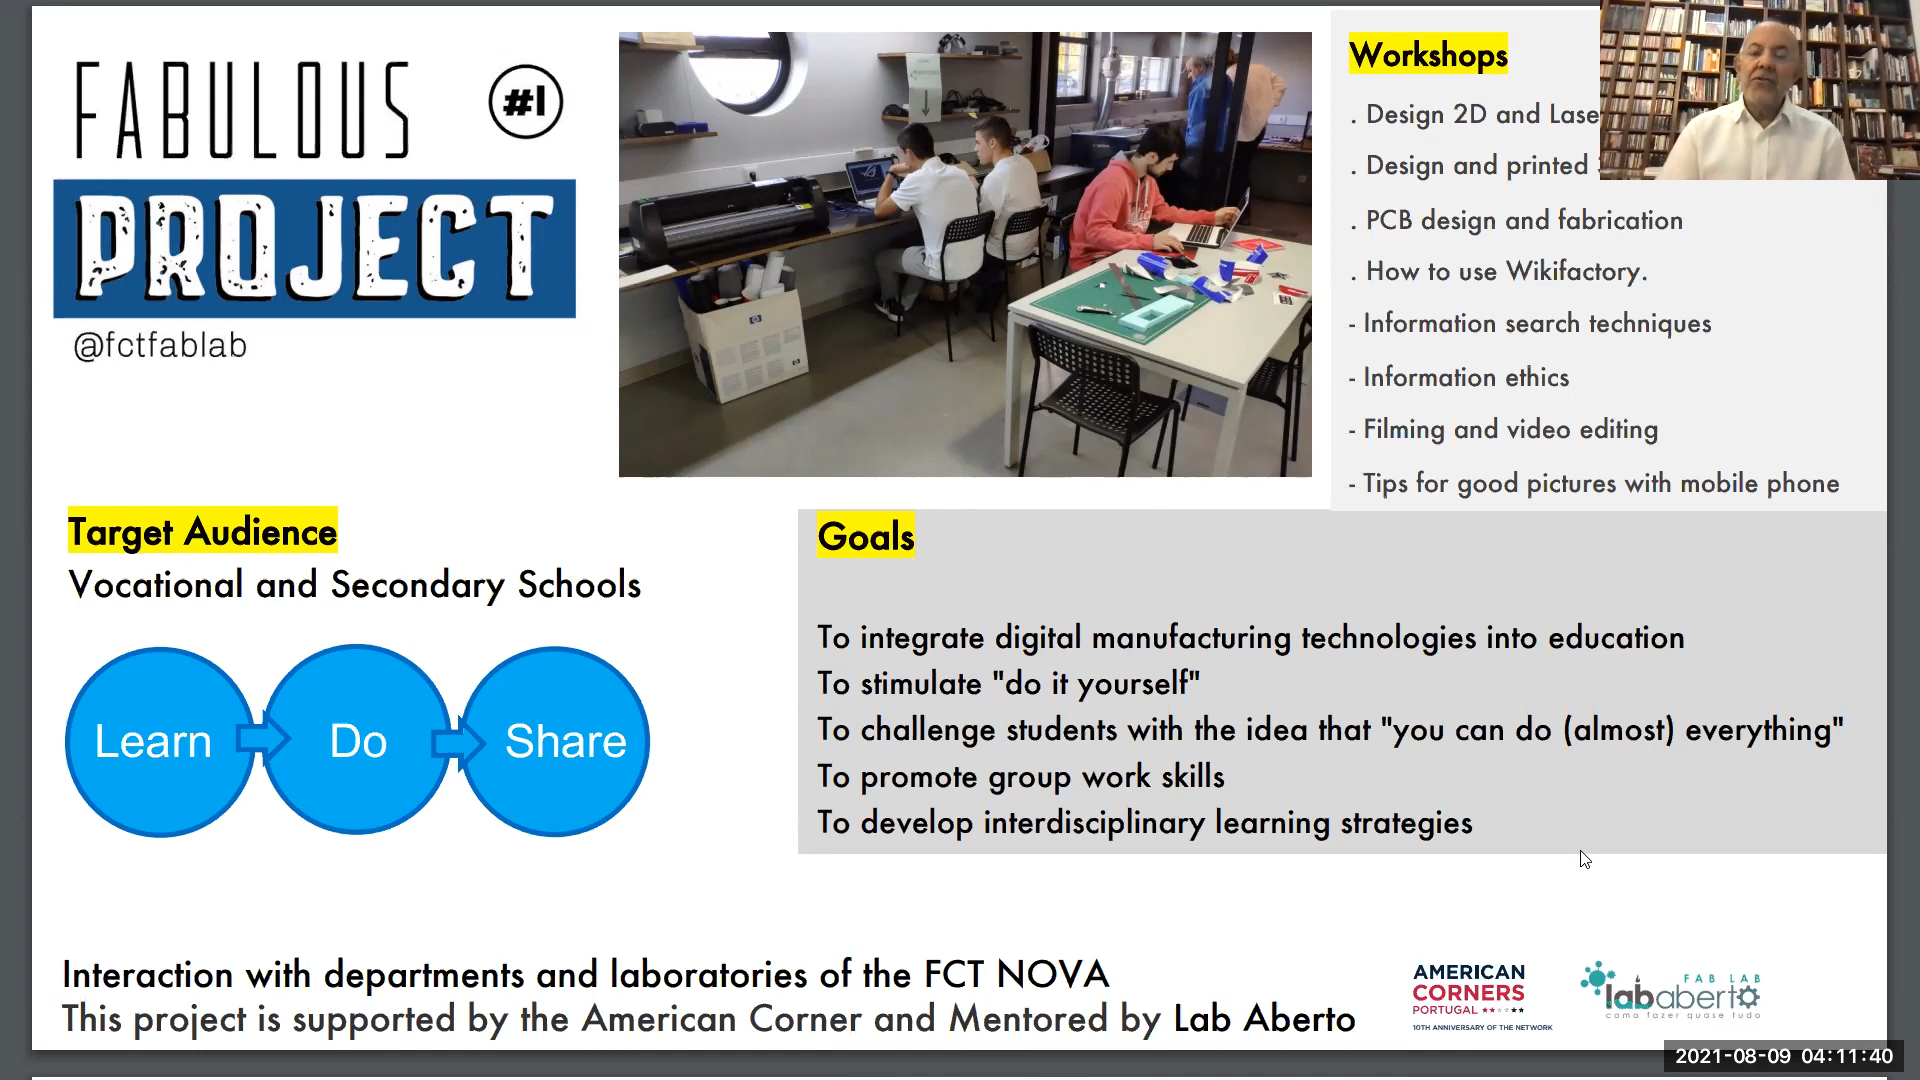 FABULOUS
#1
PROJECT
@fctfablab
Workshops
. Design 2D and Lase
. Design and printed
. PCB design and fabrication
. How to use Wikifactory.
- Information search techniques
- Information ethics
- Filming and video editing
- Tips for good pictures with mobile phone
Target Audience
Vocational and Secondary Schools
Learn
Do
Share
Goals
To integrate digital manufacturing technologies into education
To stimulate "do it yourself"
To challenge students with the idea that "you can do (almost) everything"
To promote group work skills
To develop interdisciplinary learning strategies
Interaction with departments and laboratories of the FCT NOVA
This project is supported by the American Corner and Mentored by Lab Aberto
AMERICAN
CORNERS
PORTUGAL
10TH ANNIVERSARY OF THE NETWORK
FAB LAB
lababerto
como fazer quase tudo
2021-08-09 04:11:40